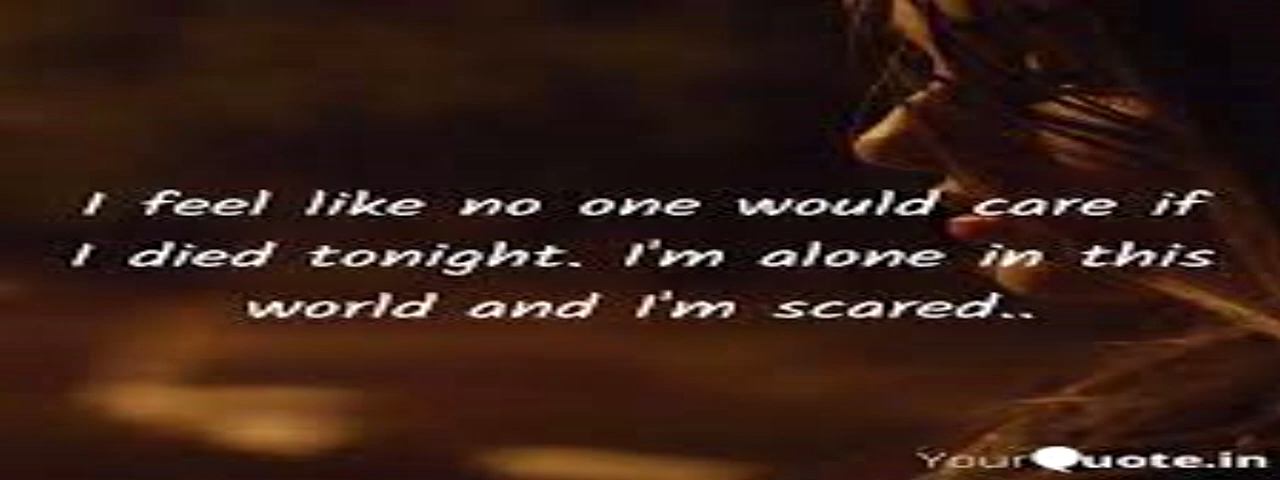 I feel like no one would care if
I died tonight. I'm alone in this
world and I'm scared..
YourQuote.in